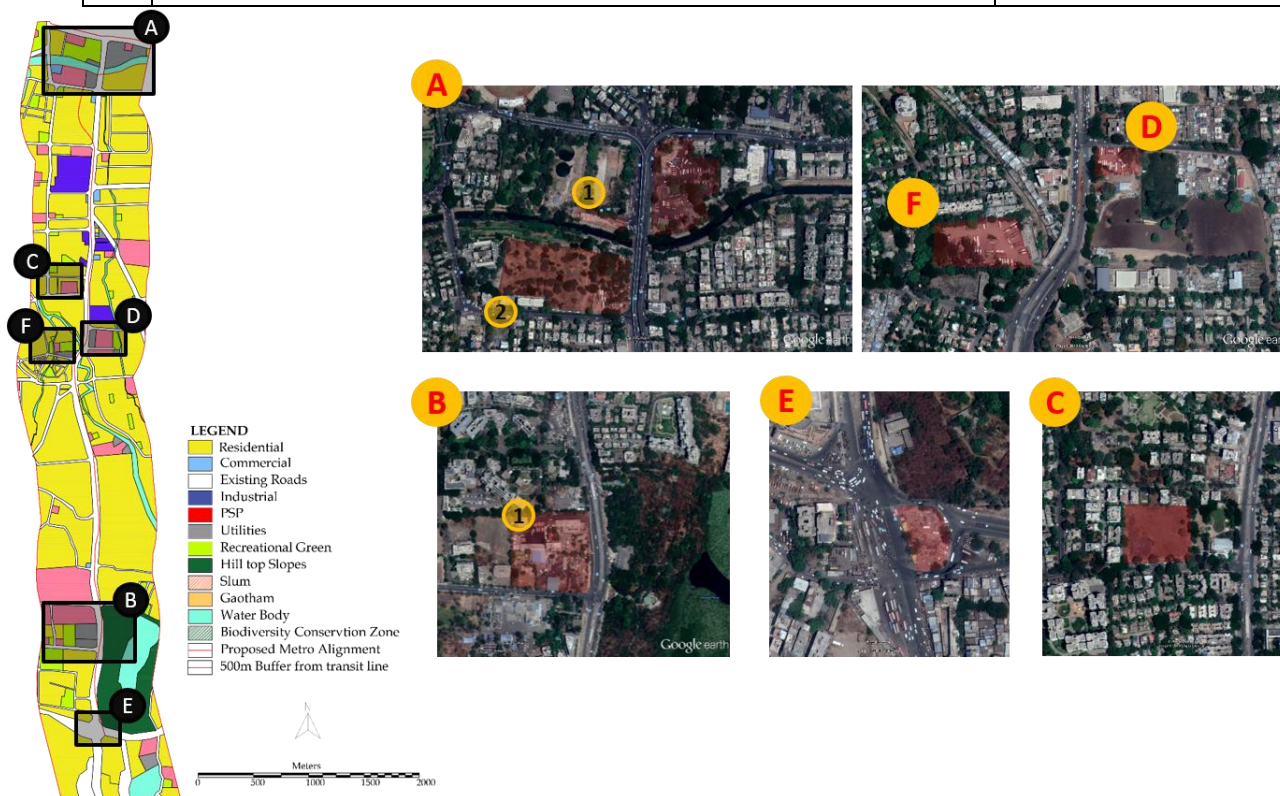 A
C
F
D
B
E
LEGEND
Residential
Commercial
Existing Roads
Industrial
PSP
Utilities
Recreational Green
Hill top Slopes
Slum
Gaotham
Water Body
Biodiversity Conservtion Zone
Proposed Metro Alignment
500m Buffer from transit line
N
Meters
0 500 1000 1500 2000
A
1
2
Google earth
D
F
Google ear
B
1
Google earth
E
C